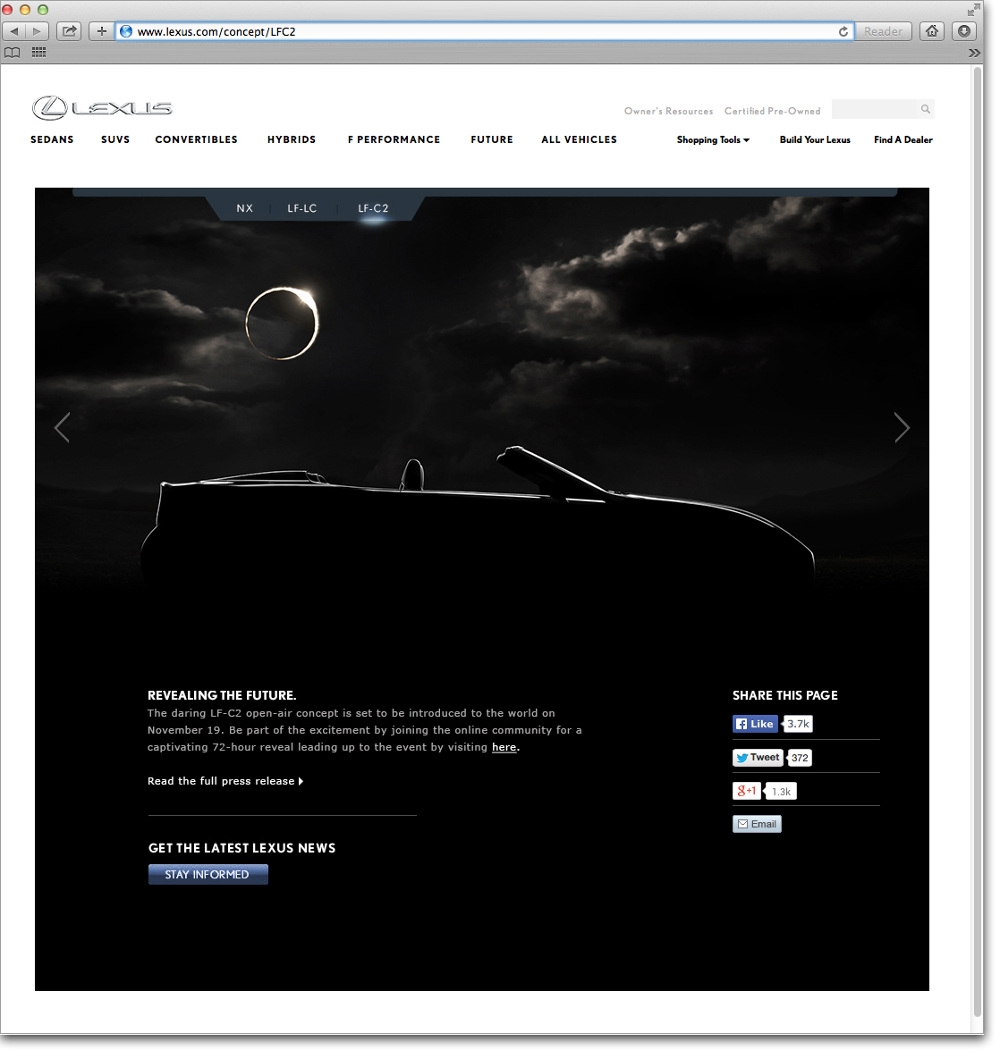 www.lexus.com/concept/LFC2
Reader
LEXUS
Owner's Resources Certified Pre-Owned
SEDANS SUVS CONVERTIBLES HYBRIDS F PERFORMANCE FUTURE ALL VEHICLES Shopping Tools Build Your Lexus Find A Dealer
NX | LF-LC | LF-C2
REVEALING THE FUTURE.
The daring LF-C2 open-air concept is set to be introduced to the world on
November 19. Be part of the excitement by joining the online community for a
captivating 72-hour reveal leading up to the event by visiting here.
Read the full press release
GET THE LATEST LEXUS NEWS
STAY INFORMED
SHARE THIS PAGE
Like 3.7k
Tweet 372
g+1 1.3k
Email